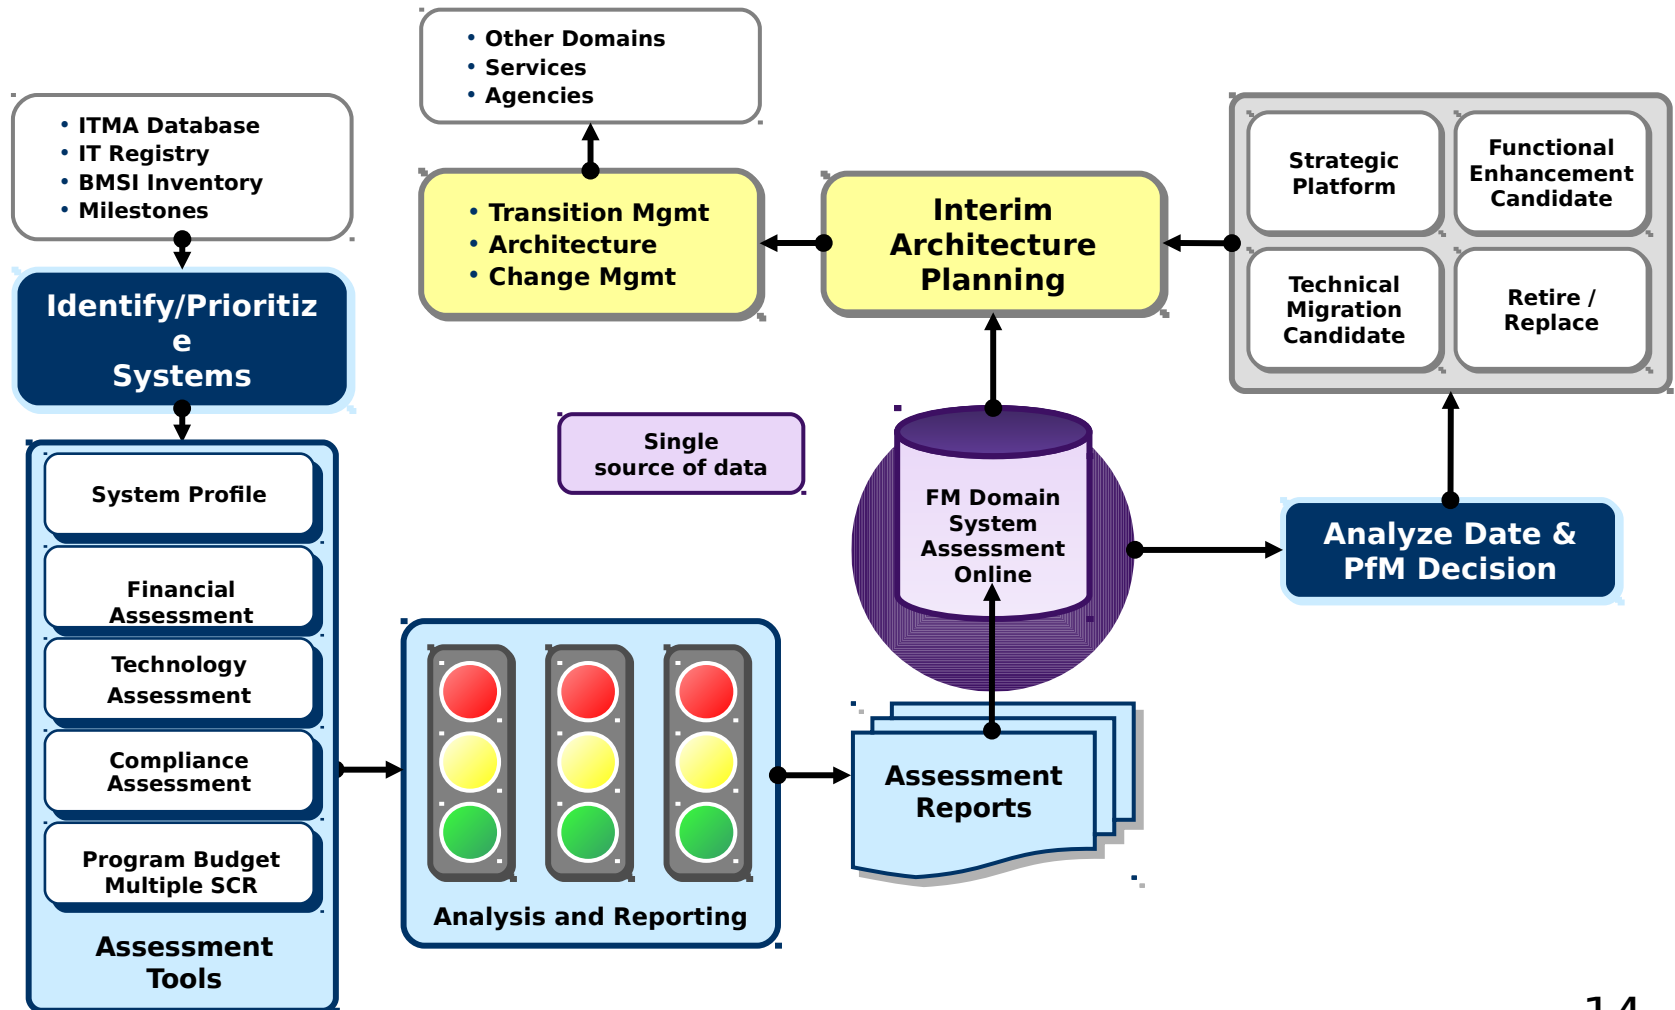 • Other Domains
• Services
• Agencies
• ITMA Database
• IT Registry
• BMSI Inventory
• Milestones
Identify/Prioritiz
e
Systems
• Transition Mgmt
• Architecture
• Change Mgmt
Interim
Architecture
Planning
Strategic
Platform
Functional
Enhancement
Candidate
Technical
Migration
Candidate
Retire /
Replace
System Profile
Financial
Assessment
Technology
Assessment
Compliance
Assessment
Program Budget
Multiple SCR
Assessment
Tools
Single
source of data
FM Domain
System
Assessment
Online
Analyze Date &
PfM Decision
Analysis and Reporting
Assessment
Reports
14